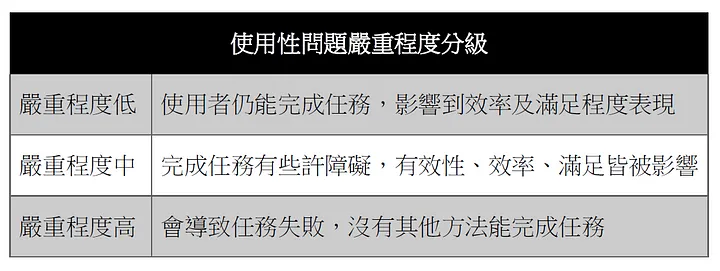 使用性問題嚴重程度分級
嚴重程度低 使用者仍能完成任務，影響到效率及滿足程度表現
嚴重程度中 完成任務有些許障礙，有效性、效率、滿足皆被影響
嚴重程度高 會導致任務失敗，沒有其他方法能完成任務